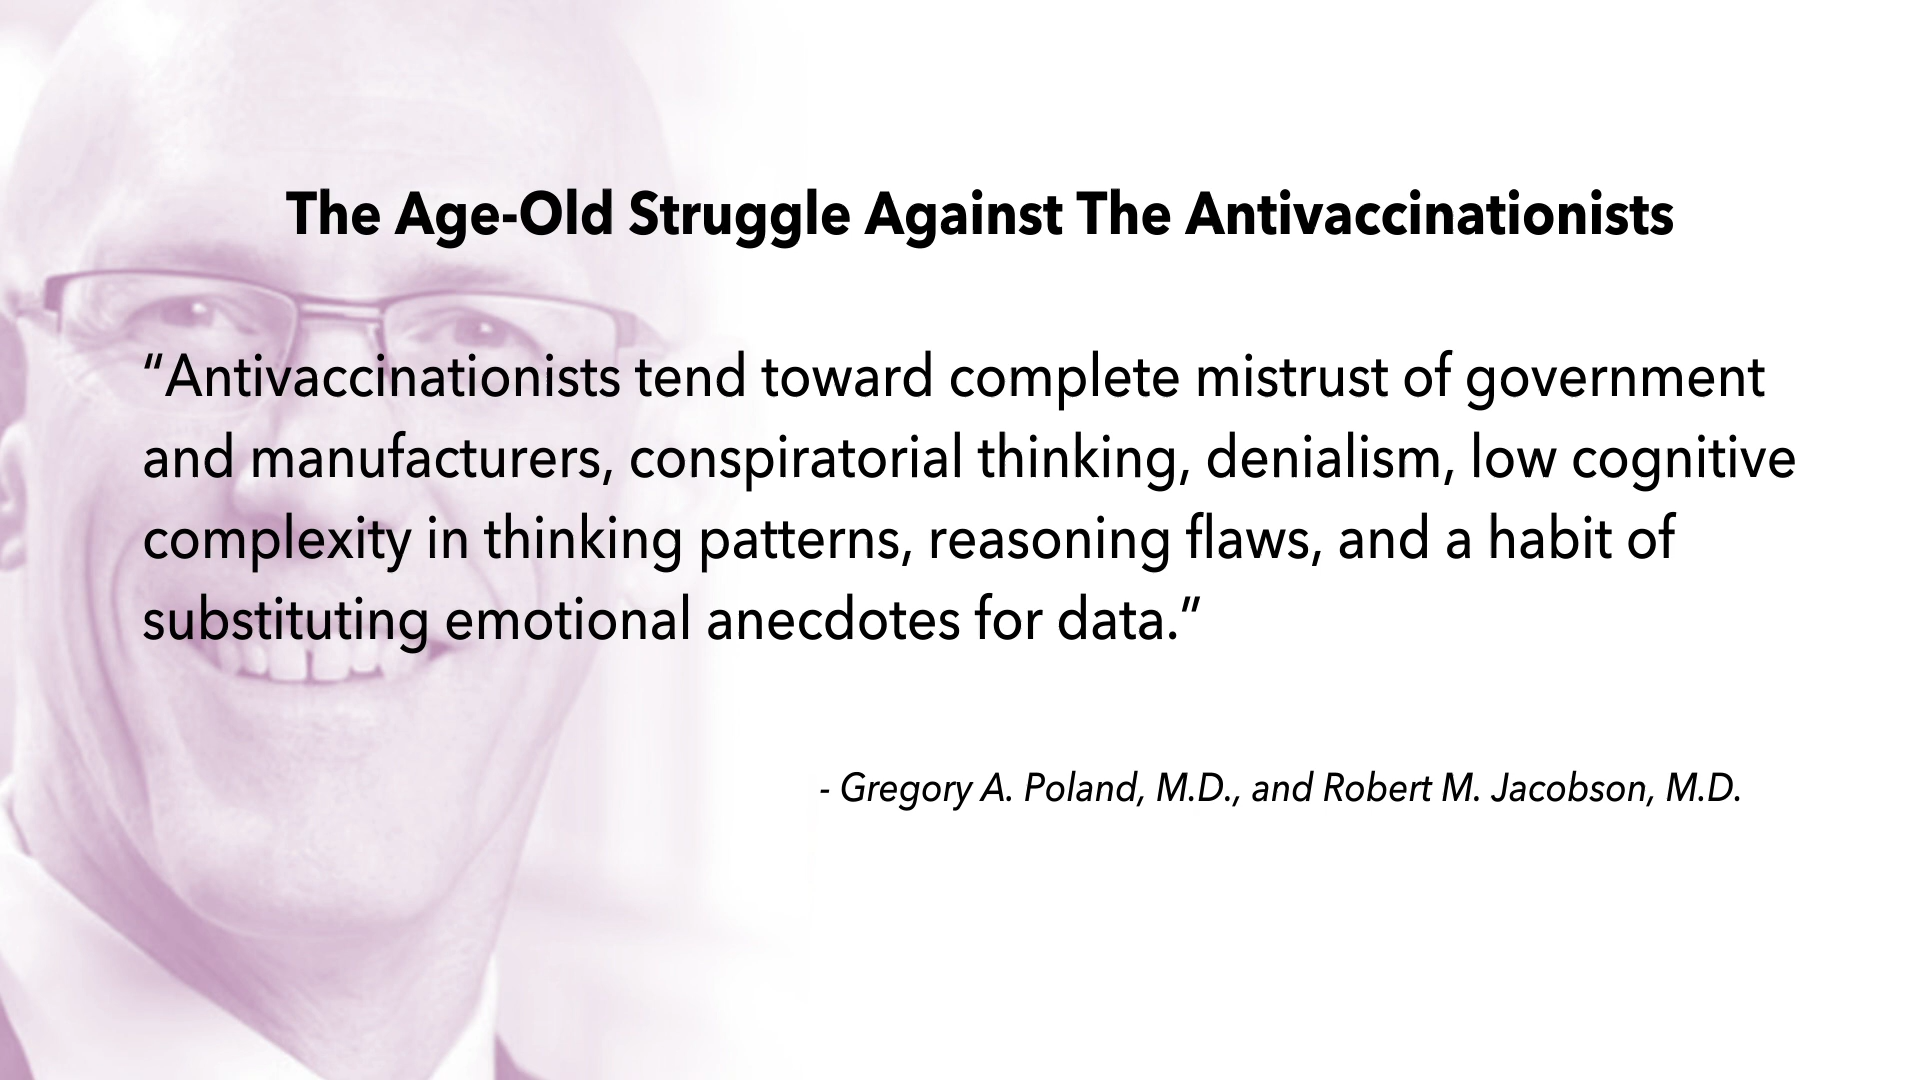 The Age-Old Struggle Against The Antivaccinationists
“Antivaccinationists tend toward complete mistrust of government
and manufacturers, conspiratorial thinking, denialism, low cognitive
complexity in thinking patterns, reasoning flaws, and a habit of
substituting emotional anecdotes for data.”
- Gregory A. Poland, M.D., and Robert M. Jacobson, M.D.